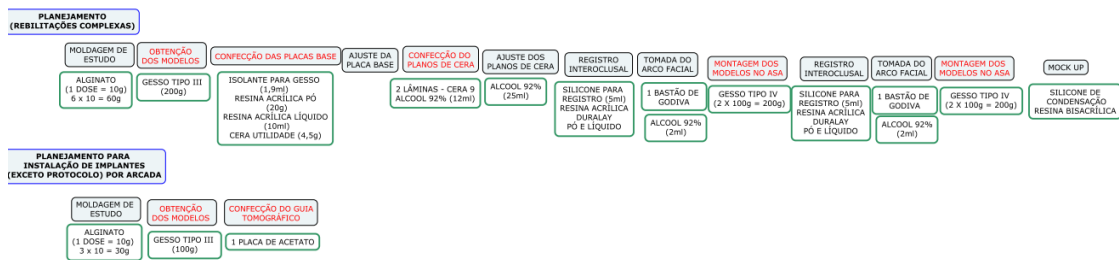 PLANEJAMENTO
(REBILITAÇÕES COMPLEXAS)
MOLDAGEM DE
ESTUDO
ALGINATO
(1 DOSE = 10g)
6 x 10 = 60g
OBTENÇÃO
DOS MODELOS
GESSO TIPO III
(200g)
CONFECÇÃO DAS PLACAS BASE
ISOLANTE PARA GESSO
(1,9ml)
RESINA ACRÍLICA PÓ
(20g)
RESINA ACRÍLICA LÍQUIDO
(10ml)
CERA UTILIDADE (4,5g)
AJUSTE DA
PLACA BASE
CONFECÇÃO DO
PLANOS DE CERA
2 LÂMINAS - CERA 9
ALCOOL 92% (12ml)
AJUSTE DOS
PLANOS DE CERA
ALCOOL 92%
(25ml)
REGISTRO
INTEROCLUSAL
SILICONE PARA
REGISTRO (5ml)
RESINA ACRÍLICA
DURALAY
PÓ E LÍQUIDO
TOMADA DO
ARCO FACIAL
1 BASTÃO DE
GODIVA
ALCOOL 92%
(2ml)
MONTAGEM DOS
MODELOS NO ASA
GESSO TIPO IV
(2 X 100g = 200g)
REGISTRO
INTEROCLUSAL
SILICONE PARA
REGISTRO (5ml)
RESINA ACRÍLICA
DURALAY
PÓ E LÍQUIDO
TOMADA DO
ARCO FACIAL
1 BASTÃO DE
GODIVA
ALCOOL 92%
(2ml)
MONTAGEM DOS
MODELOS NO ASA
GESSO TIPO IV
(2 X 100g = 200g)
MOCK UP
SILICONE DE
CONDENSAÇÃO
RESINA BISACRÍLICA
PLANEJAMENTO PARA
INSTALAÇÃO DE IMPLANTES
(EXCETO PROTOCOLO) POR ARCADA
MOLDAGEM DE
ESTUDO
ALGINATO
(1 DOSE = 10g)
3 x 10 = 30g
OBTENÇÃO
DOS MODELOS
GESSO TIPO III
(100g)
CONFECÇÃO DO GUIA
TOMOGRÁFICO
1 PLACA DE ACETATO